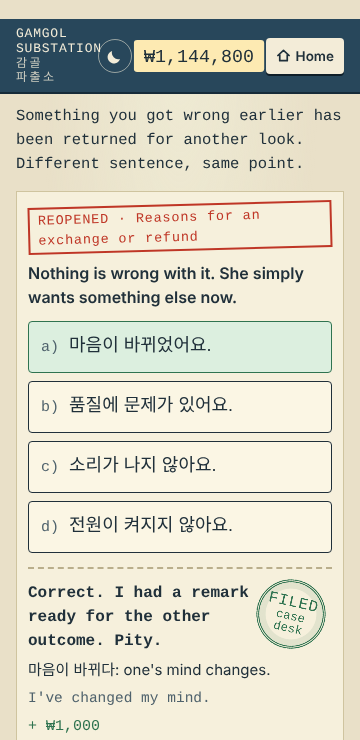 GAMGOL
SUBSTATION
감골
파출소
₩1,144,800
Home
Something you got wrong earlier has
been returned for another look.
Different sentence, same point.
REOPENED · Reasons for an
exchange or refund
Nothing is wrong with it. She simply
wants something else now.
a) 마음이 바뀌었어요.
b) 품질에 문제가 있어요.
c) 소리가 나지 않아요.
d) 전원이 켜지지 않아요.
Correct. I had a remark
ready for the other
outcome. Pity.
FILED
case
desk
마음이 바뀌다: one's mind changes.
I've changed my mind.
+ ₩1,000